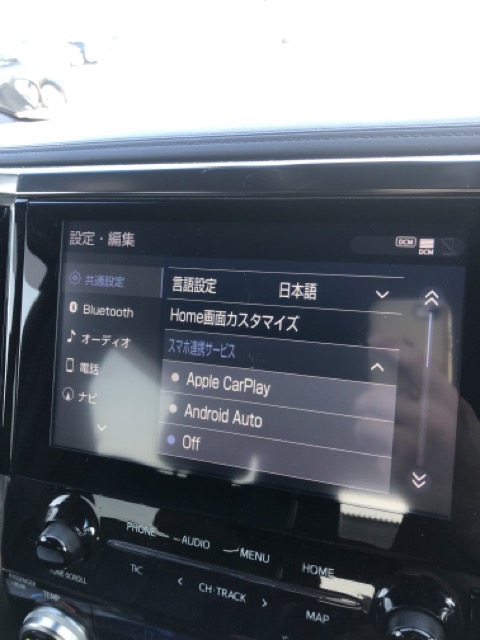 設定・編集
DCM
DCM
共通設定
Bluetooth
オーディオ
電話
ナビ
言語設定 日本語
Home画面カスタマイズ
スマホ連携サービス
Apple CarPlay
Android Auto
Off
PHONE
AUDIO
MENU
HOME
TUNE·SCROLL
T/C
CH·TRACK
MAP
PASSENGER
TEMP